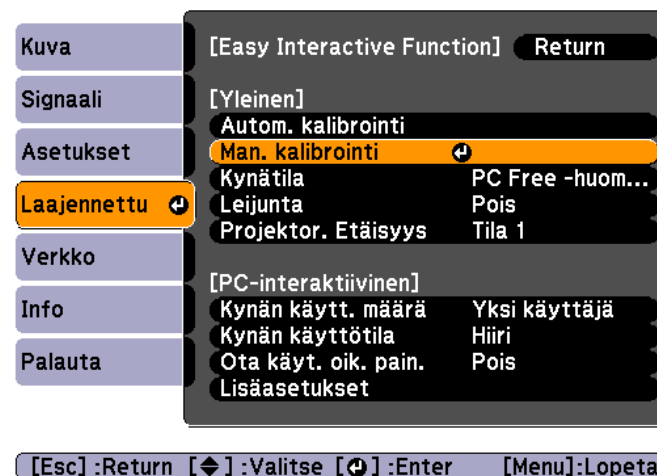 Kuva
Signaali
Asetukset
Laajennettu
Verkko
Info
Palauta
[Easy Interactive Function] Return
[Yleinen]
Autom. kalibrointi
Man. kalibrointi
Kynätila PC Free -huom...
Leijunta Pois
Projektor. Etäisyys Tila 1
[PC-interaktiivinen]
Kynän käytt. määrä Yksi käyttäjä
Kynän käyttötila Hiiri
Ota käyt. oik. pain. Pois
Lisäasetukset
[Esc] :Return [◆] :Valitse [↵] :Enter [Menu]:Lopeta